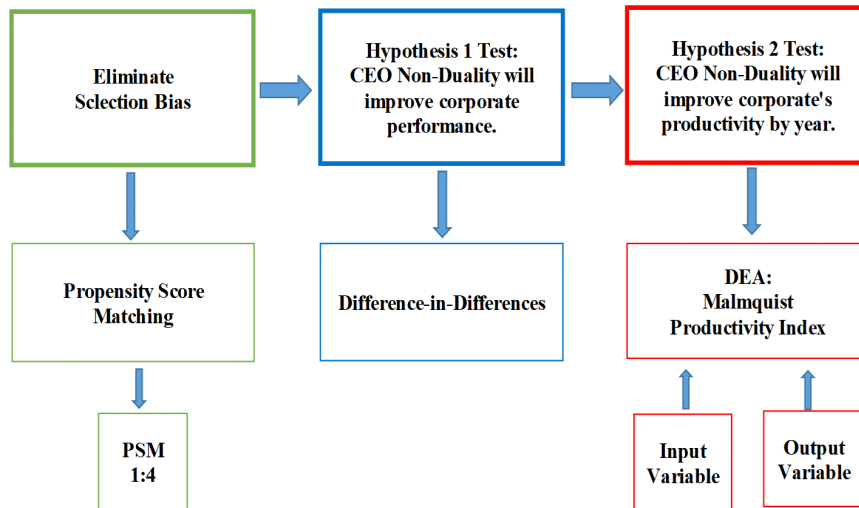 Eliminate
Sclection Bias
Hypothesis 1 Test:
CEO Non-Duality will
improve corporate
performance.
Hypothesis 2 Test:
CEO Non-Duality will
improve corporate's
productivity by year.
Propensity Score
Matching
Difference-in-Differences
DEA:
Malmquist
Productivity Index
PSM
1:4
Input
Variable
Output
Variable